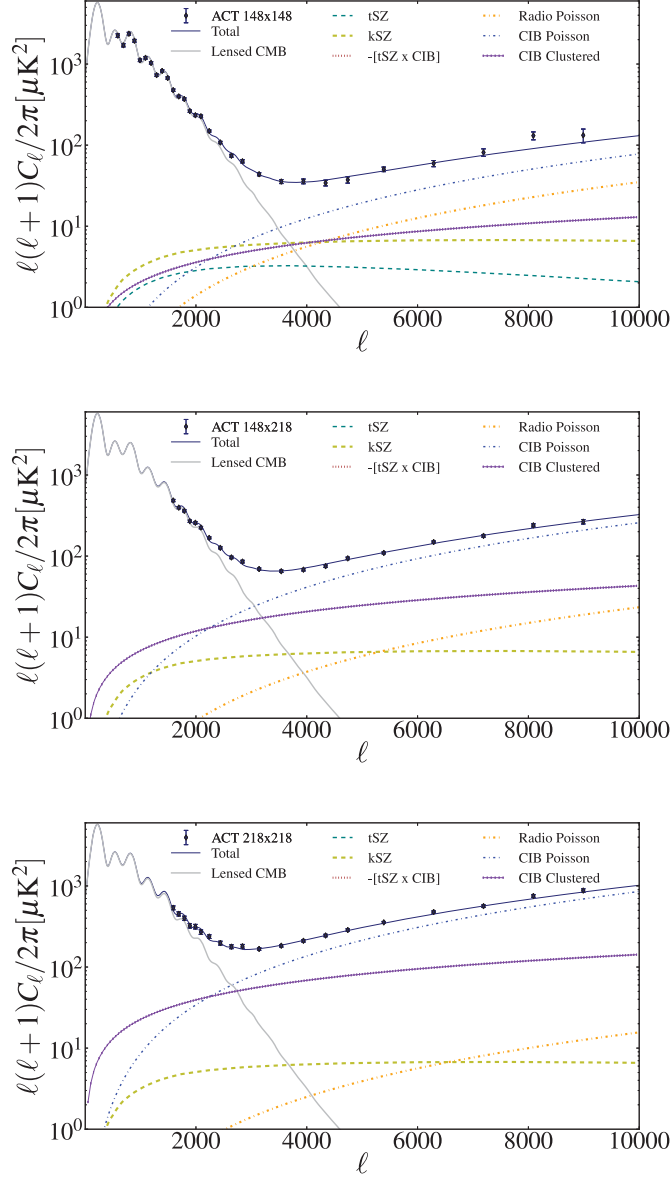 ℓ(ℓ+1)Cℓ/2π[μK²]
10³
10²
10¹
10⁰
ACT 148x148
Total
Lensed CMB
tSZ
kSZ
-[tSZ x CIB]
Radio Poisson
CIB Poisson
CIB Clustered
2000 4000 6000 8000 10000
ℓ
ℓ(ℓ+1)Cℓ/2π[μK²]
10³
10²
10¹
10⁰
ACT 148x218
Total
Lensed CMB
tSZ
kSZ
-[tSZ x CIB]
Radio Poisson
CIB Poisson
CIB Clustered
2000 4000 6000 8000 10000
ℓ
ℓ(ℓ+1)Cℓ/2π[μK²]
10³
10²
10¹
10⁰
ACT 218x218
Total
Lensed CMB
tSZ
kSZ
-[tSZ x CIB]
Radio Poisson
CIB Poisson
CIB Clustered
2000 4000 6000 8000 10000
ℓ